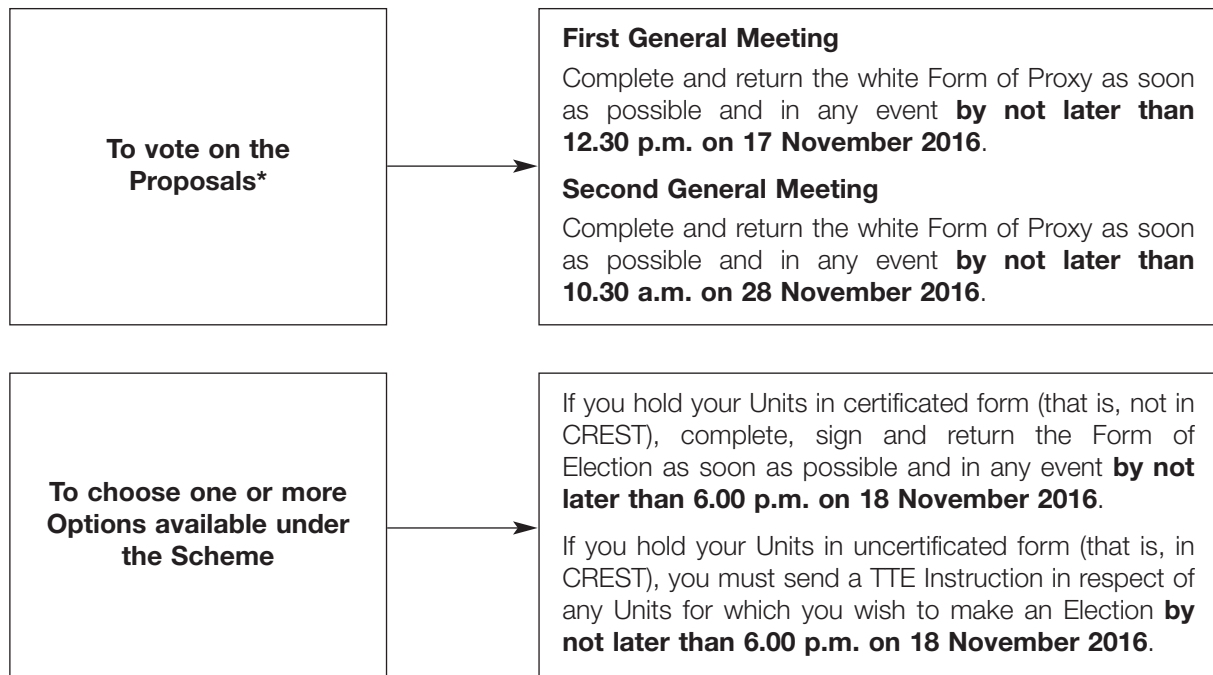 To vote on the
Proposals*
First General Meeting
Complete and return the white Form of Proxy as soon
as possible and in any event by not later than
12.30 p.m. on 17 November 2016.
Second General Meeting
Complete and return the white Form of Proxy as soon
as possible and in any event by not later than
10.30 a.m. on 28 November 2016.
To choose one or more
Options available under
the Scheme
If you hold your Units in certificated form (that is, not in
CREST), complete, sign and return the Form of
Election as soon as possible and in any event by not
later than 6.00 p.m. on 18 November 2016.
If you hold your Units in uncertificated form (that is, in
CREST), you must send a TTE Instruction in respect of
any Units for which you wish to make an Election by
not later than 6.00 p.m. on 18 November 2016.